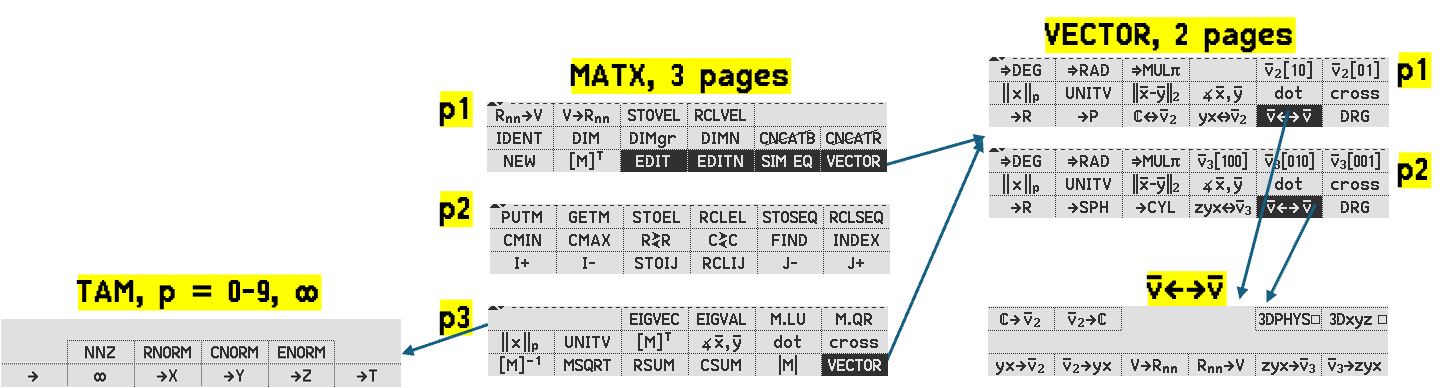 VECTOR, 2 pages
p1
→DEG →RAD →MULπ v̅₂[10] v̅₂[01]
‖x‖ₚ UNITV ‖x̅-y̅‖₂ ∡x̅,y̅ dot cross
→R →P ℂ⇔v̅₂ yx⇔v̅₂ v̅←→v̅ DRG
p2
→DEG →RAD →MULπ v̅₃[100] v̅₃[010] v̅₃[001]
‖x‖ₚ UNITV ‖x̅-y̅‖₂ ∡x̅,y̅ dot cross
→R →SPH →CYL zyx⇔v̅₃ v̅←→v̅ DRG
MATX, 3 pages
p1
Rₙₙ→V V→Rₙₙ STOVEL RCLVEL
IDENT DIM DIMgr DIMN CNCATB CNCATR
NEW [M]ᵀ EDIT EDITN SIM EQ VECTOR
p2
PUTM GETM STOEL RCLEL STOSEQ RCLSEQ
CMIN CMAX R⇄R C⇄C FIND INDEX
I+ I- STOIJ RCLIJ J- J+
p3
EIGVEC EIGVAL M.LU M.QR
‖x‖ₚ UNITV [M]ᵀ ∡x̅,y̅ dot cross
[M]⁻¹ MSQRT RSUM CSUM |M| VECTOR
TAM, p = 0-9, ∞
NNZ RNORM CNORM ENORM
→ ∞ →X →Y →Z →T
v̅←→v̅
ℂ→v̅₂ v̅₂→ℂ 3DPHYS□ 3Dxyz □
yx→v̅₂ v̅₂→yx V→Rₙₙ Rₙₙ→V zyx→v̅₃ v̅₃→zyx